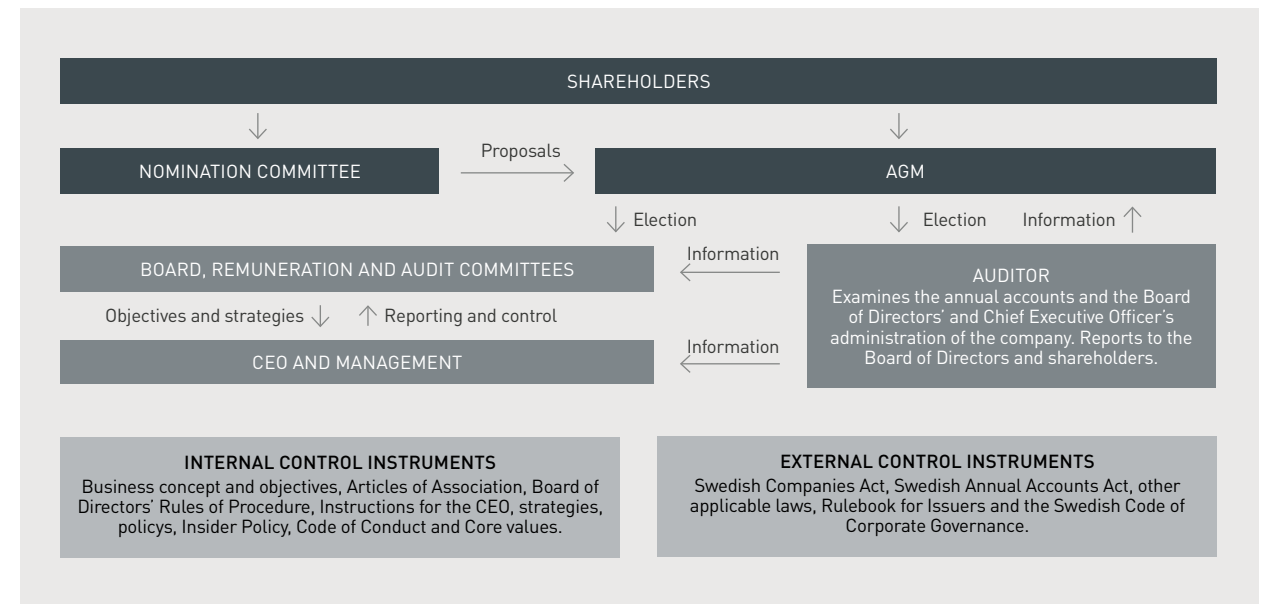 SHAREHOLDERS
NOMINATION COMMITTEE
Proposals
AGM
Election
Election
Information
BOARD, REMUNERATION AND AUDIT COMMITTEES
Information
AUDITOR
Examines the annual accounts and the Board
of Directors’ and Chief Executive Officer’s
administration of the company. Reports to the
Board of Directors and shareholders.
Objectives and strategies
Reporting and control
CEO AND MANAGEMENT
Information
INTERNAL CONTROL INSTRUMENTS
Business concept and objectives, Articles of Association, Board of
Directors’ Rules of Procedure, Instructions for the CEO, strategies,
policys, Insider Policy, Code of Conduct and Core values.
EXTERNAL CONTROL INSTRUMENTS
Swedish Companies Act, Swedish Annual Accounts Act, other
applicable laws, Rulebook for Issuers and the Swedish Code of
Corporate Governance.